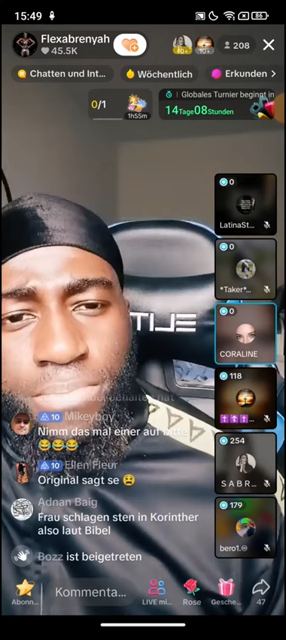 15:49
86
Flexabrenyah
45.5K
208
Chatten und Int...
Wöchentlich
Erkunden
0/1
1h55m
Globales Turnier beginnt in
14Tage08Stunden
0
LatinaSt...
0
*Taker*...
0
CORALINE
118
254
S A B R...
179
bero1.
10 Mikeyboy
Nimm das mal einer auf bitte
10 Ellen Fleur
Original sagt se
Adnan Baig
Frau schlagen sten in Korinther
also laut Bibel
Bozz ist beigetreten
Abonn...
Kommenta...
LIVE mi...
Rose
Gesche...
47